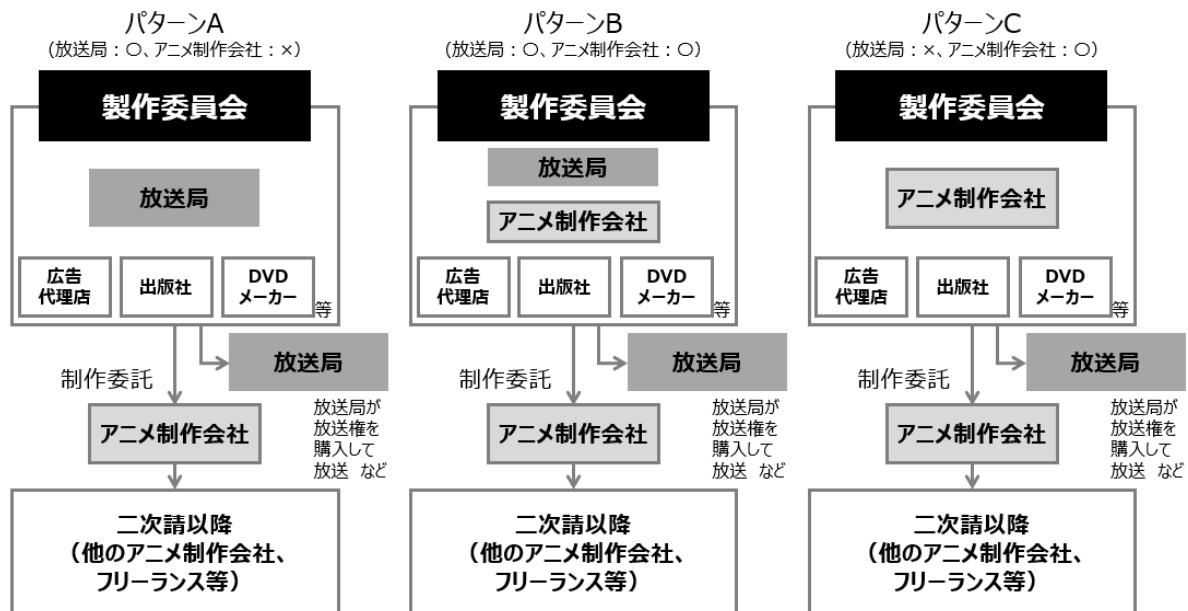 パターンA
（放送局：〇、アニメ制作会社：×）
製作委員会
放送局
広告
代理店
出版社
DVD
メーカー
等
放送局
制作委託
放送局が
放送権を
購入して
放送 など
アニメ制作会社
二次請以降
（他のアニメ制作会社、
フリーランス等）
パターンB
（放送局：〇、アニメ制作会社：〇）
製作委員会
放送局
アニメ制作会社
広告
代理店
出版社
DVD
メーカー
等
放送局
制作委託
放送局が
放送権を
購入して
放送 など
アニメ制作会社
二次請以降
（他のアニメ制作会社、
フリーランス等）
パターンC
（放送局：×、アニメ制作会社：〇）
製作委員会
アニメ制作会社
広告
代理店
出版社
DVD
メーカー
等
放送局
制作委託
放送局が
放送権を
購入して
放送 など
アニメ制作会社
二次請以降
（他のアニメ制作会社、
フリーランス等）